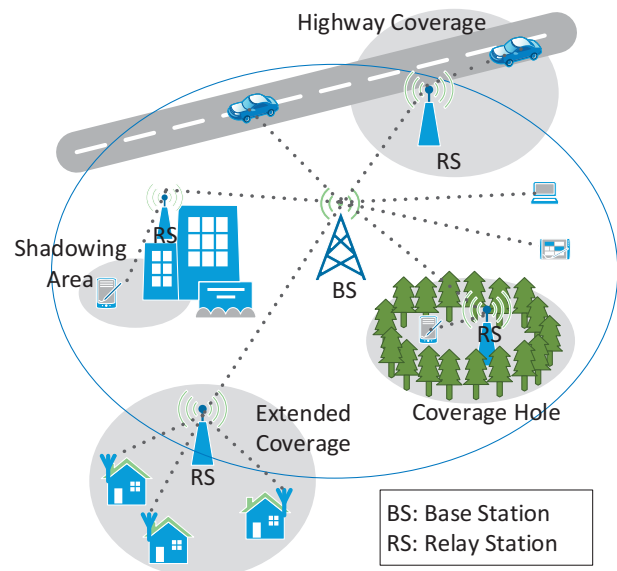 Highway Coverage
RS
RS
Shadowing
Area
BS
RS
Coverage Hole
Extended
Coverage
RS
BS: Base Station
RS: Relay Station